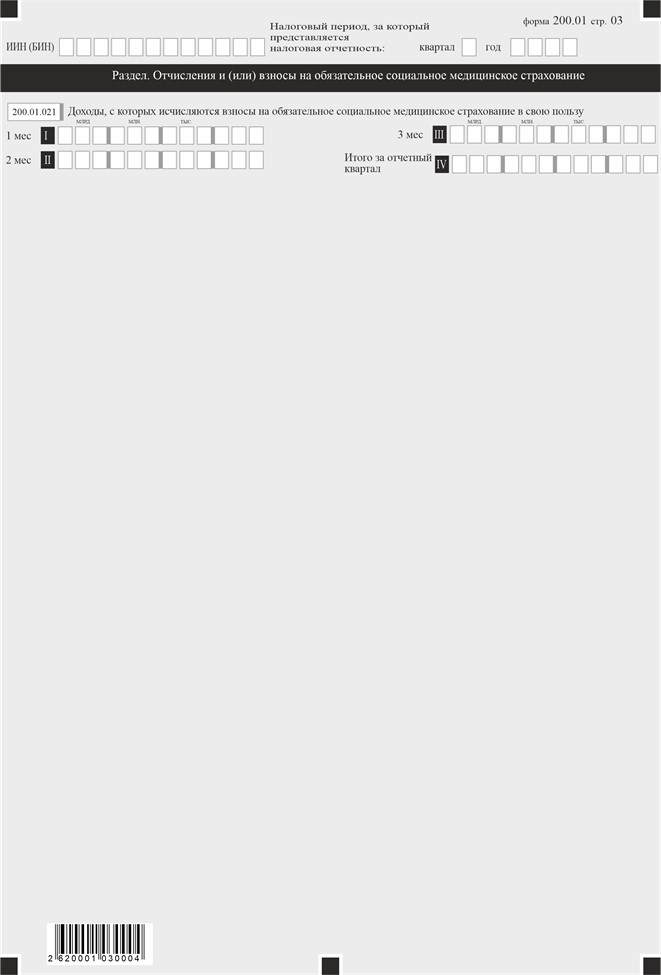 форма 200.01 стр. 03
Налоговый период, за который
представляется
налоговая отчетность:
ИИН (БИН)
квартал
год
Раздел. Отчисления и (или) взносы на обязательное социальное медицинское страхование
200.01.021 Доходы, с которых исчисляются взносы на обязательное социальное медицинское страхование в свою пользу
млрд млн тыс
млрд млн тыс
1 мес I
3 мес III
2 мес II
Итого за отчетный
квартал IV
2 620001 030004